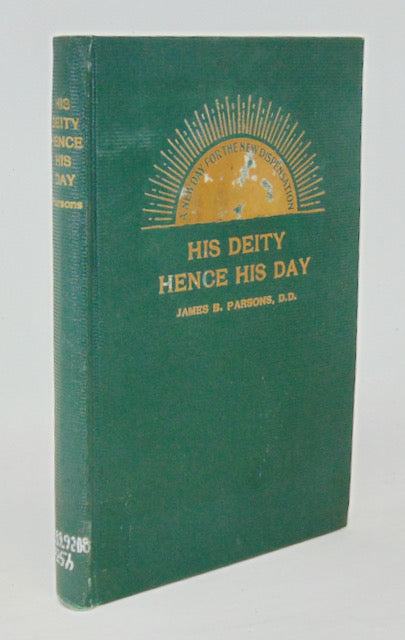 HIS
DEITY
HENCE
HIS
DAY
Parsons
A NEW DAY FOR THE NEW DISPENSATION
HIS DEITY
HENCE HIS DAY
JAMES B. PARSONS, D.D.